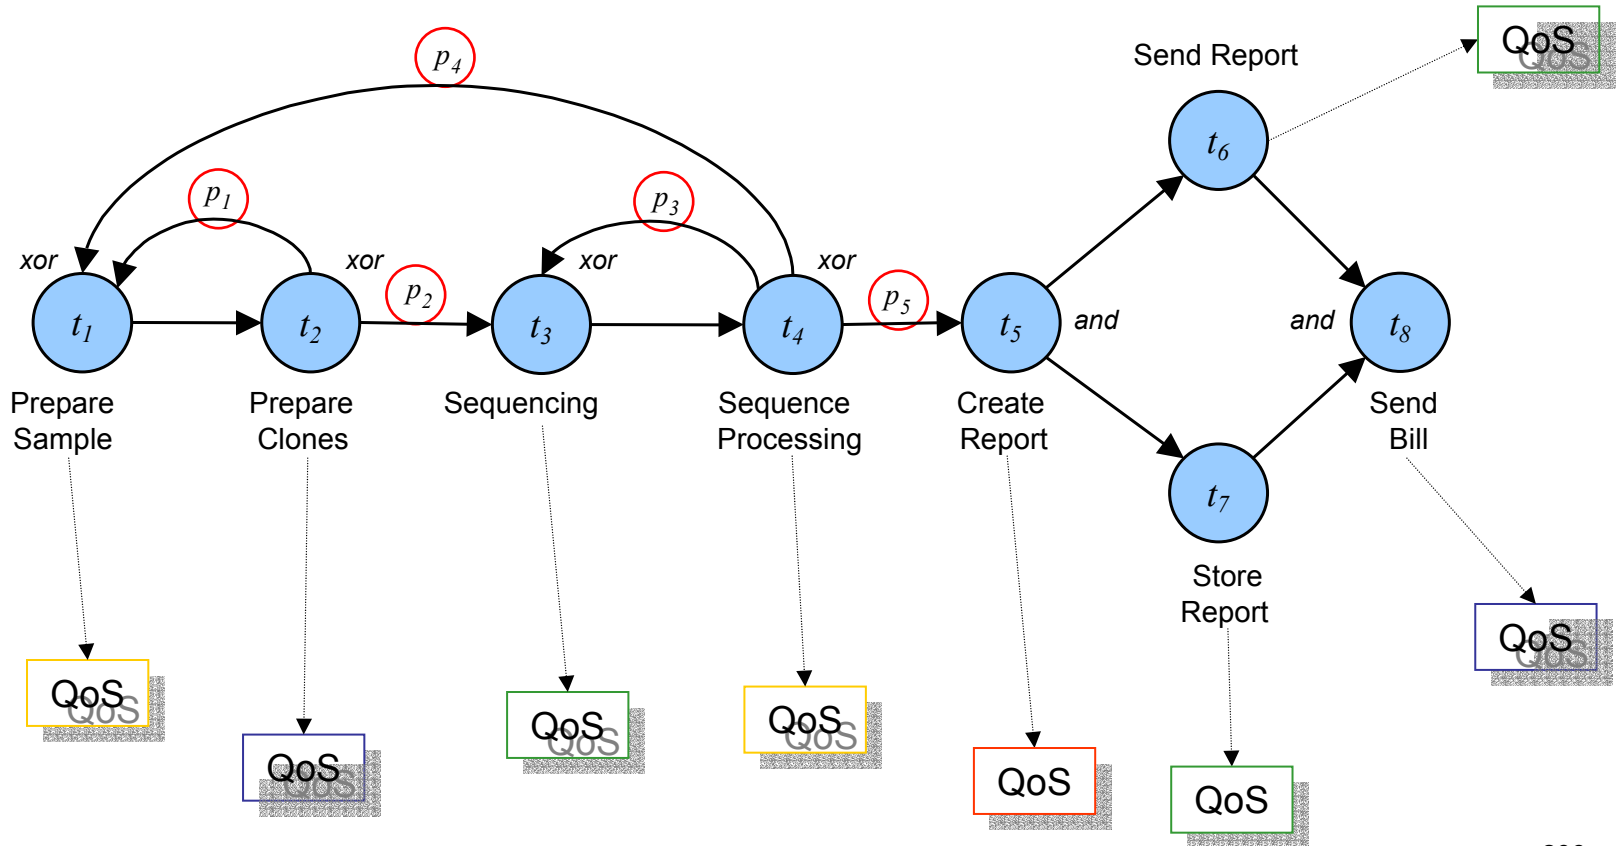 p4
Send Report
QoS
t6
p1
p3
xor
xor
xor
xor
p2
p5
t1
t2
t3
t4
t5
and
and
t8
Prepare
Sample
Prepare
Clones
Sequencing
Sequence
Processing
Create
Report
Send
Bill
t7
Store
Report
QoS
QoS
QoS
QoS
QoS
QoS
QoS